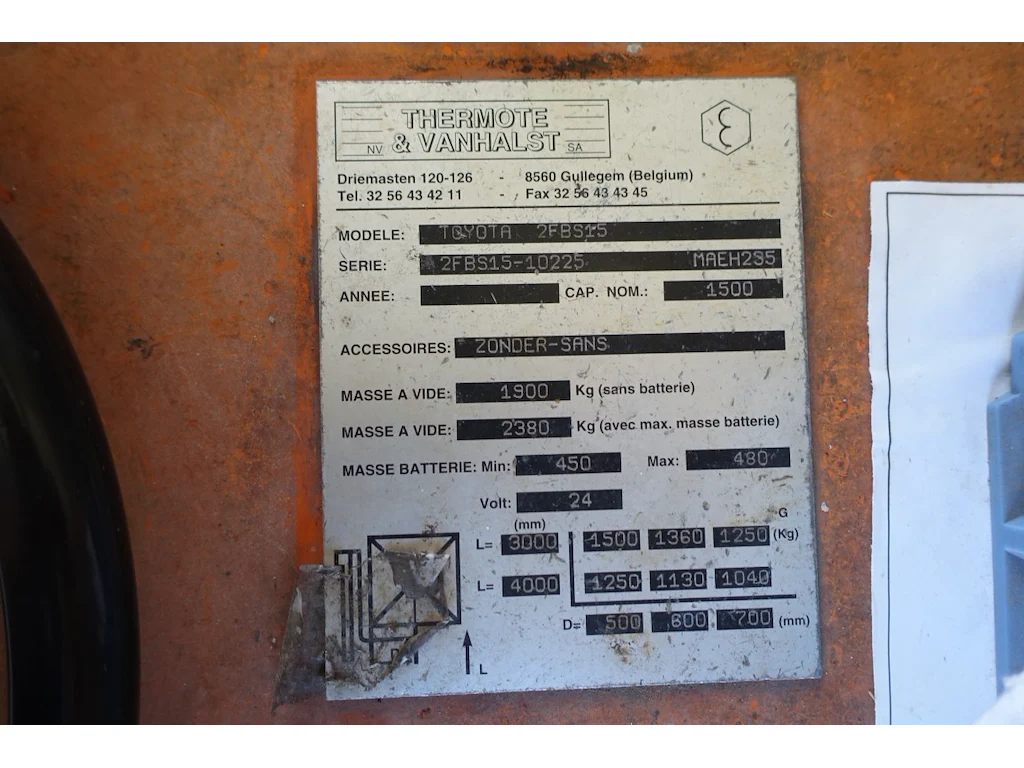 THERMOTE
NV & VANHALST SA
Driemasten 120-126 - 8560 Gullegem (Belgium)
Tel. 32 56 43 42 11 - Fax 32 56 43 43 45
MODELE: TOYOTA 2FBS15
SERIE: 2FBS15-10225 MAEH2S5
ANNEE: CAP. NOM.: 1500
ACCESSOIRES: ZONDER-SANS
MASSE A VIDE: 1900 Kg (sans batterie)
MASSE A VIDE: 2380 Kg (avec max. masse batterie)
MASSE BATTERIE: Min: 450 Max: 480
Volt: 24
(mm) G
L= 3000 1500 1360 1250 (Kg)
L= 4000 1250 1130 1040
D= 500 600 700 (mm)
L